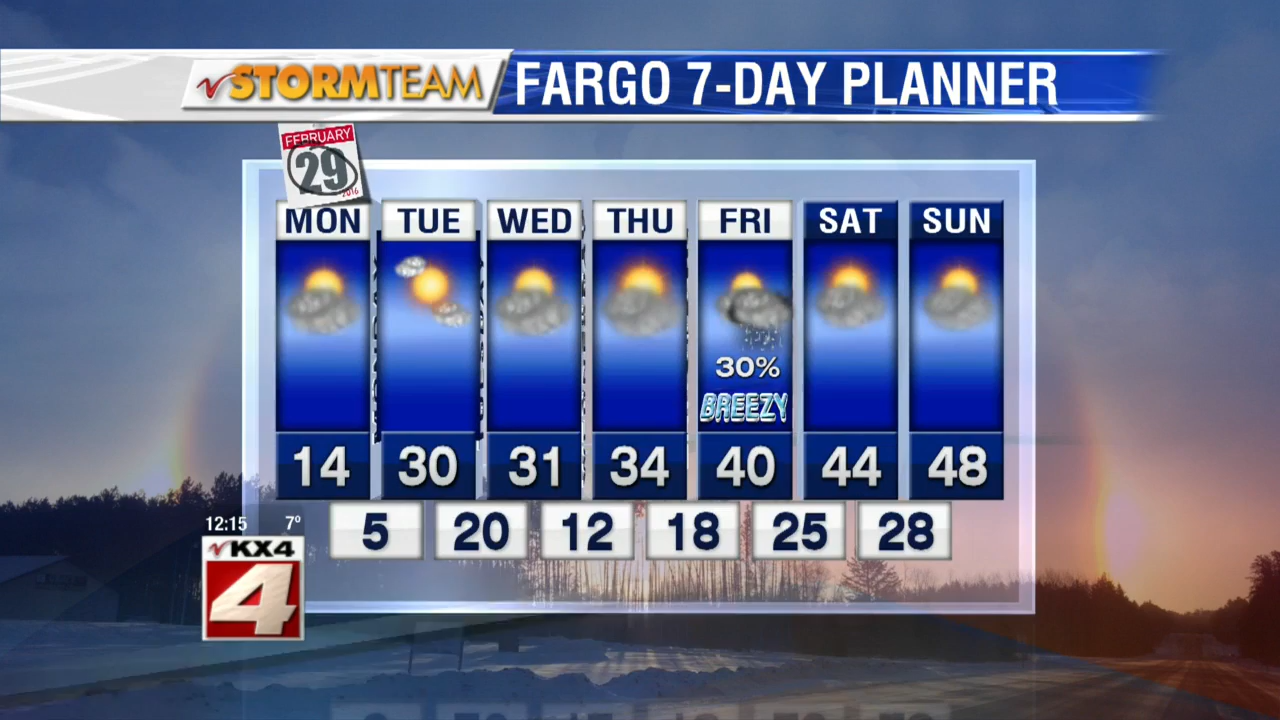 STORMTEAM FARGO 7-DAY PLANNER
FEBRUARY
29
2016
MON TUE WED THU FRI SAT SUN
30%
BREEZY
14 30 31 34 40 44 48
5 20 12 18 25 28
12:15 7°
KX4
4